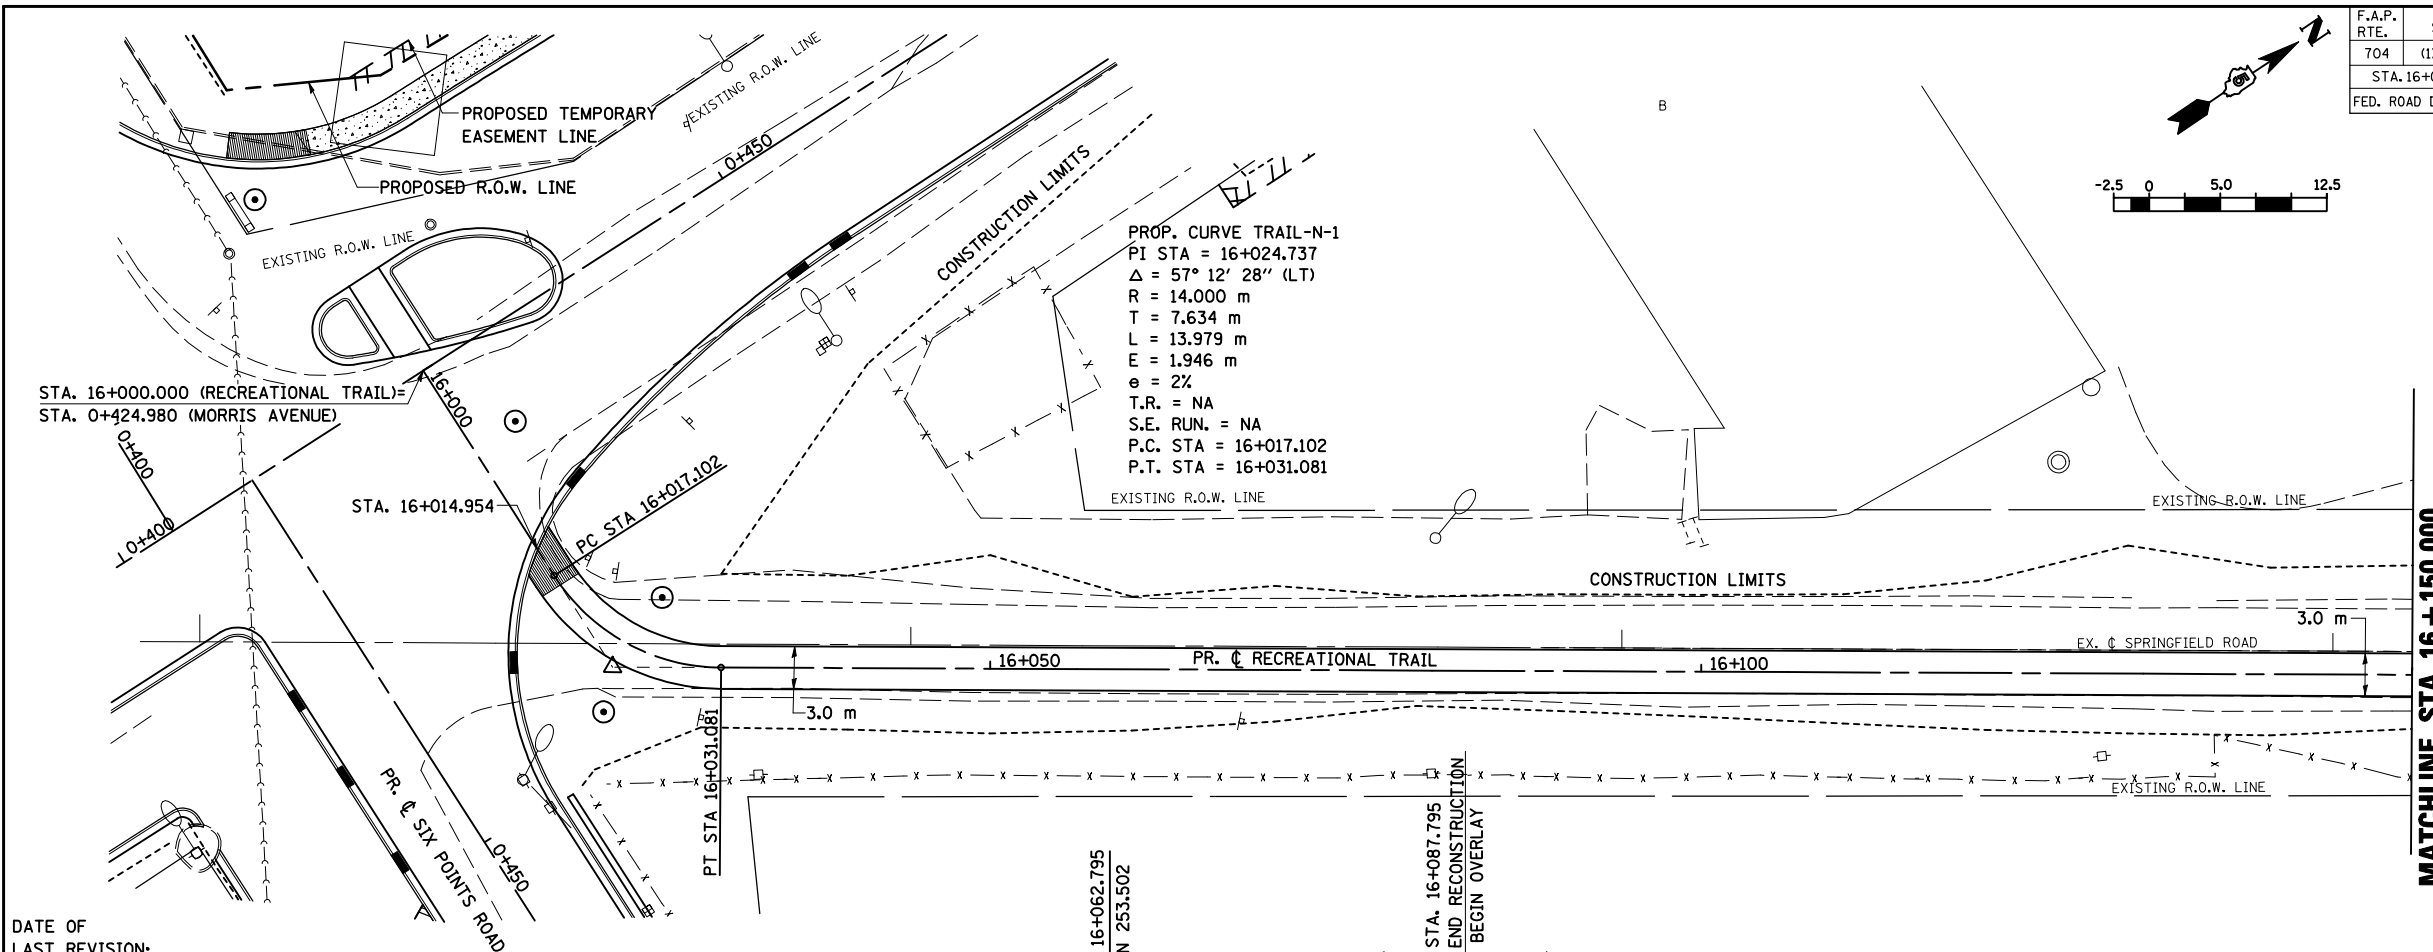 F.A.P.
RTE.
704
STA. 16+0
FED. ROAD D
N
-2.5 0 5.0 12.5
B
EXISTING R.O.W. LINE
PROPOSED TEMPORARY
EASEMENT LINE
PROPOSED R.O.W. LINE
0+450
CONSTRUCTION LIMITS
EXISTING R.O.W. LINE
PROP. CURVE TRAIL-N-1
PI STA = 16+024.737
Δ = 57° 12' 28'' (LT)
R = 14.000 m
T = 7.634 m
L = 13.979 m
E = 1.946 m
e = 2%
T.R. = NA
S.E. RUN. = NA
P.C. STA = 16+017.102
P.T. STA = 16+031.081
STA. 16+000.000 (RECREATIONAL TRAIL)=
STA. 0+424.980 (MORRIS AVENUE)
16+000
0+400
0+400
STA. 16+014.954
PC STA 16+017.102
EXISTING R.O.W. LINE
EXISTING R.O.W. LINE
CONSTRUCTION LIMITS
3.0 m
EX. ℄ SPRINGFIELD ROAD
16+050
PR. ℄ RECREATIONAL TRAIL
16+100
3.0 m
PT STA 16+031.081
EXISTING R.O.W. LINE
MATCHLINE STA. 16+150.000
PR. ℄ SIX POINTS ROAD
0+450
16+062.795
N 253.502
STA. 16+087.795
END RECONSTRUCTION
BEGIN OVERLAY
DATE OF
LAST REVISION: